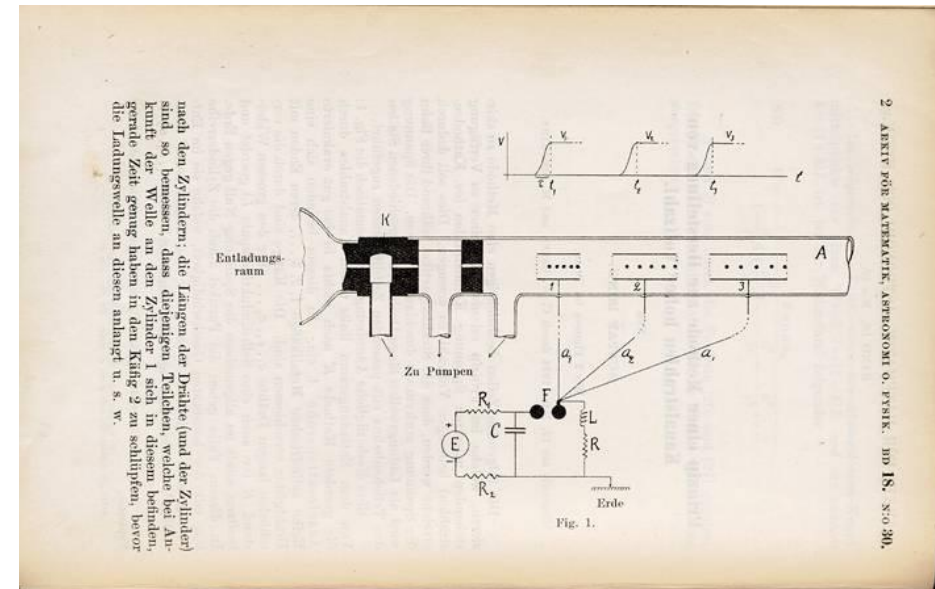 2 ARKIV FÖR MATEMATIK, ASTRONOMI O. FYSIK. BD 18. N:O 30.
V
V₁
V₂
V₃
τ
t₁
t₂
t₃
t
K
A
Entladungs-
raum
1
2
3
Zu Pumpen
a₁
a₂
F
R₁
L
C
E
+
−
R
R₂
Erde
Fig. 1.
nach den Zylindern; die Längen der Drähte (und der Zylinder)
sind so bemessen, dass diejenigen Teilchen, welche bei An-
kunft der Welle an den Zylinder 1 sich in diesem befinden,
gerade Zeit genug haben in den Käfig 2 zu schlüpfen, bevor
die Ladungswelle an diesen anlangt u. s. w.